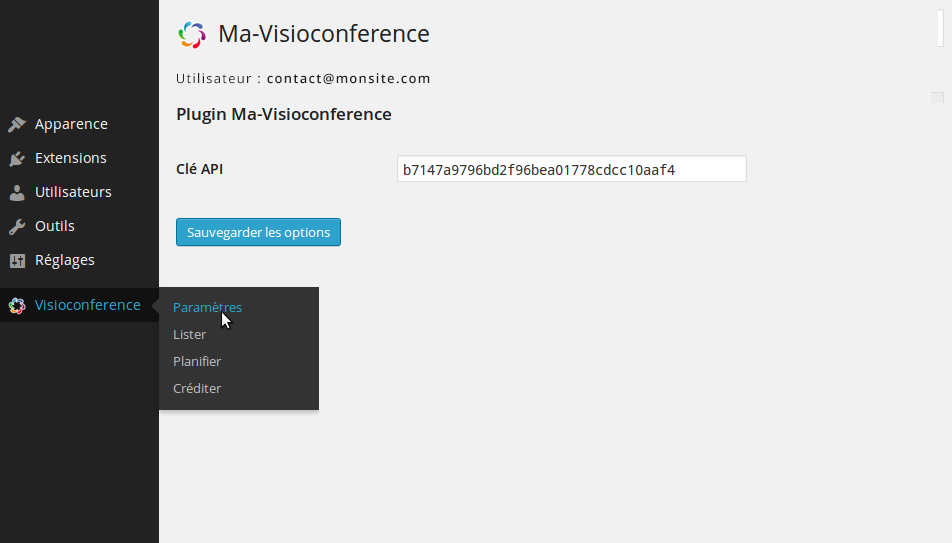 Ma-Visioconference
Utilisateur : contact@monsite.com
Plugin Ma-Visioconference
Clé API
b7147a9796bd2f96bea01778cdcc10aaf4
Sauvegarder les options
Apparence
Extensions
Utilisateurs
Outils
Réglages
Visioconference
Paramètres
Lister
Planifier
Créditer